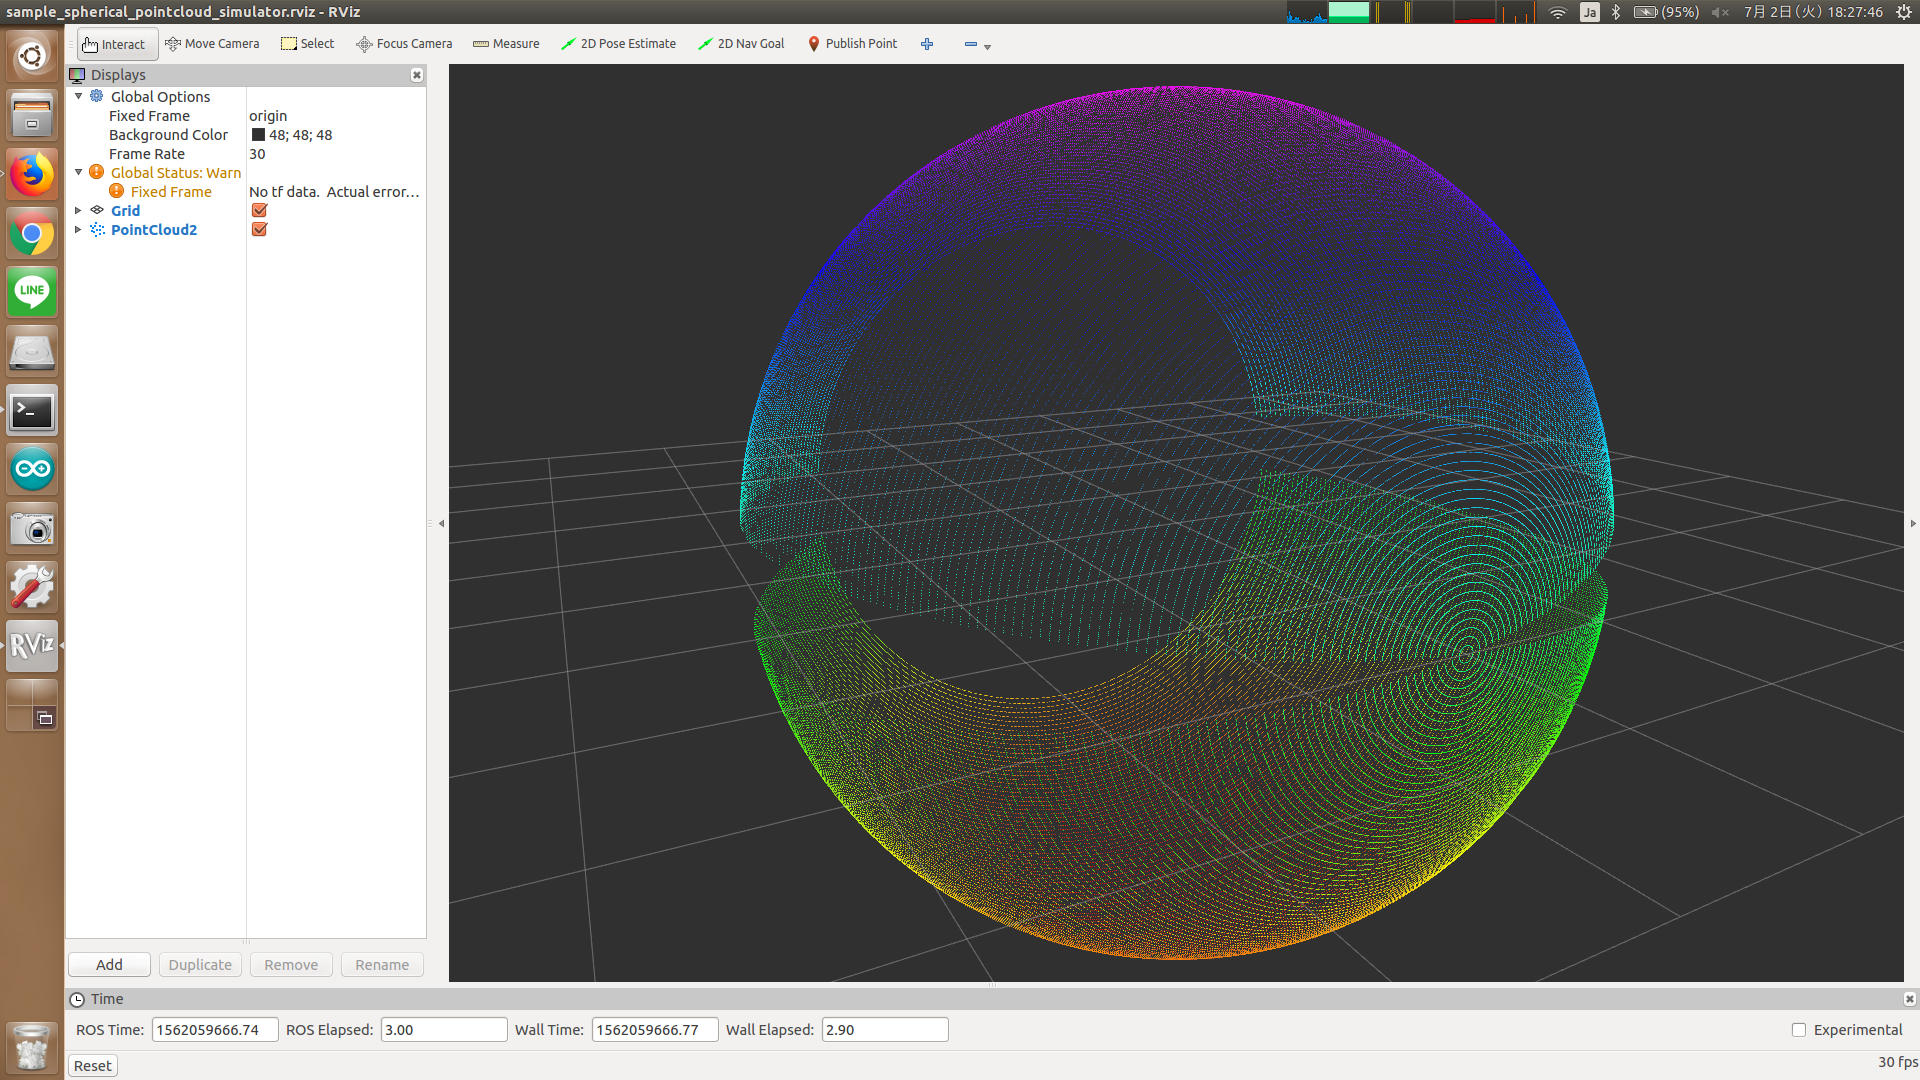 sample_spherical_pointcloud_simulator.rviz - RViz
Ja
(95%)
7月 2日(火) 18:27:46
Interact
Move Camera
Select
Focus Camera
Measure
2D Pose Estimate
2D Nav Goal
Publish Point
Displays
Global Options
Fixed Frame
origin
Background Color
48; 48; 48
Frame Rate
30
Global Status: Warn
Fixed Frame
No tf data.  Actual error...
Grid
PointCloud2
LINE
RViz
Add
Duplicate
Remove
Rename
Time
ROS Time:
1562059666.74
ROS Elapsed:
3.00
Wall Time:
1562059666.77
Wall Elapsed:
2.90
Experimental
Reset
30 fps